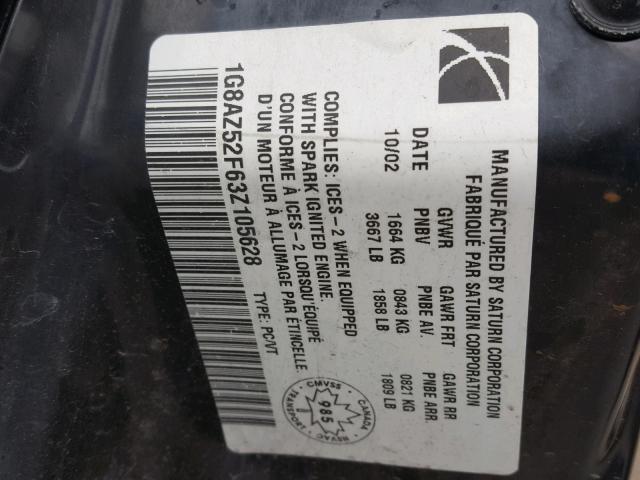 MANUFACTURED BY SATURN CORPORATION
FABRIQUÉ PAR SATURN CORPORATION
DATE GVWR GAWR FRT GAWR RR
PNBV PNBE AV. PNBE ARR.
10/02 1664 KG 0843 KG 0821 KG
3667 LB 1858 LB 1809 LB
COMPLIES: ICES-2 WHEN EQUIPPED
WITH SPARK IGNITED ENGINE.
CONFORME À ICES-2 LORSQU'ÉQUIPÉ
D'UN MOTEUR À ALLUMAGE PAR ÉTINCELLE.
CANADA
CMVSS
TRANSPORT
NSVAC
985
1G8AZ52F63Z105628 TYPE: PC/VT